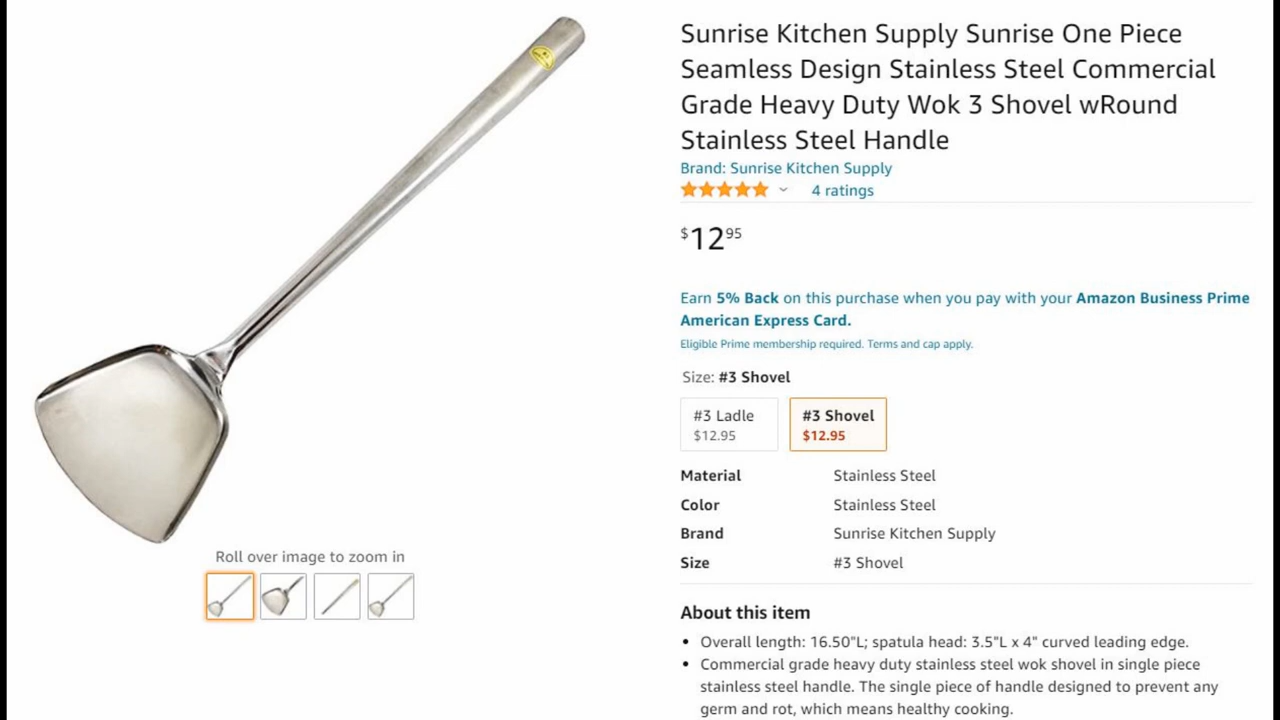 Sunrise Kitchen Supply Sunrise One Piece
Seamless Design Stainless Steel Commercial
Grade Heavy Duty Wok 3 Shovel wRound
Stainless Steel Handle
Brand: Sunrise Kitchen Supply
4 ratings
$12.95
Earn 5% Back on this purchase when you pay with your Amazon Business Prime
American Express Card.
Eligible Prime membership required. Terms and cap apply.
Size: #3 Shovel
#3 Ladle
$12.95
#3 Shovel
$12.95
Material Stainless Steel
Color Stainless Steel
Brand Sunrise Kitchen Supply
Size #3 Shovel
About this item
• Overall length: 16.50"L; spatula head: 3.5"L x 4" curved leading edge.
• Commercial grade heavy duty stainless steel wok shovel in single piece
stainless steel handle. The single piece of handle designed to prevent any
germ and rot, which means healthy cooking.
Roll over image to zoom in